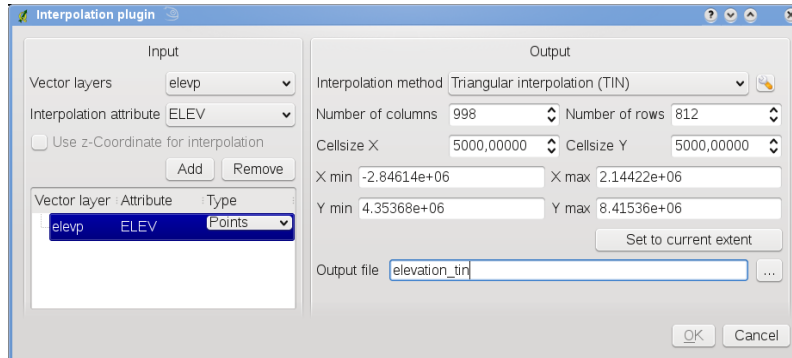 Interpolation plugin
Input
Vector layers elevp
Interpolation attribute ELEV
Use z-Coordinate for interpolation
Add Remove
Vector layer Attribute Type
elevp ELEV Points
Output
Interpolation method Triangular interpolation (TIN)
Number of columns 998 Number of rows 812
Cellsize X 5000,00000 Cellsize Y 5000,00000
X min -2.84614e+06 X max 2.14422e+06
Y min 4.35368e+06 Y max 8.41536e+06
Set to current extent
Output file elevation_tin ...
OK Cancel